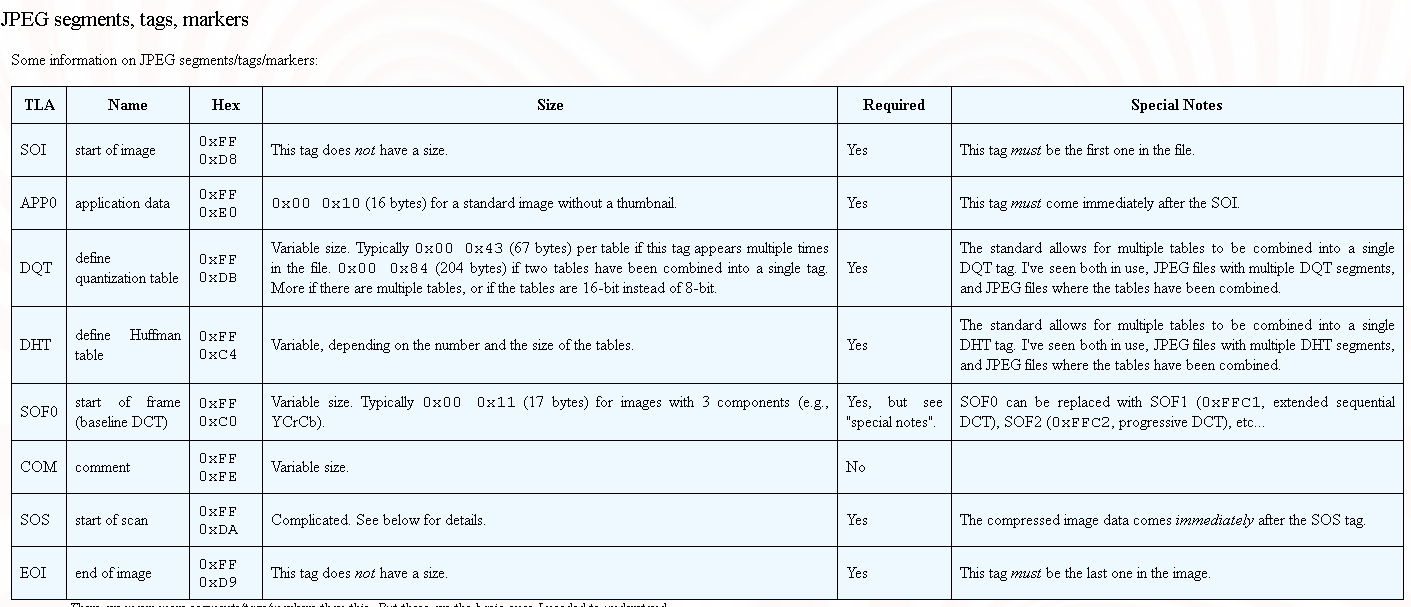 JPEG segments, tags, markers
Some information on JPEG segments/tags/markers:
TLA Name Hex Size Required Special Notes
SOI start of image 0xFF 0xD8 This tag does not have a size. Yes This tag must be the first one in the file.
APP0 application data 0xFF 0xE0 0x00 0x10 (16 bytes) for a standard image without a thumbnail. Yes This tag must come immediately after the SOI.
DQT
define
quantization table
0xFF
0xDB
Variable size. Typically 0x00 0x43 (67 bytes) per table if this tag appears multiple times
in the file. 0x00 0x84 (204 bytes) if two tables have been combined into a single tag.
More if there are multiple tables, or if the tables are 16-bit instead of 8-bit.
Yes
The standard allows for multiple tables to be combined into a single
DQT tag. I've seen both in use, JPEG files with multiple DQT segments,
and JPEG files where the tables have been combined.
DHT
define Huffman
table
0xFF
0xC4
Variable, depending on the number and the size of the tables.
Yes
The standard allows for multiple tables to be combined into a single
DHT tag. I've seen both in use, JPEG files with multiple DHT segments,
and JPEG files where the tables have been combined.
SOF0
start of frame
(baseline DCT)
0xFF
0xC0
Variable size. Typically 0x00 0x11 (17 bytes) for images with 3 components (e.g.,
YCrCb).
Yes, but see
"special notes".
SOF0 can be replaced with SOF1 (0xFFC1, extended sequential
DCT), SOF2 (0xFFC2, progressive DCT), etc...
COM comment 0xFF 0xFE Variable size. No
SOS start of scan 0xFF 0xDA Complicated. See below for details. Yes The compressed image data comes immediately after the SOS tag.
EOI end of image 0xFF 0xD9 This tag does not have a size. Yes This tag must be the last one in the image.